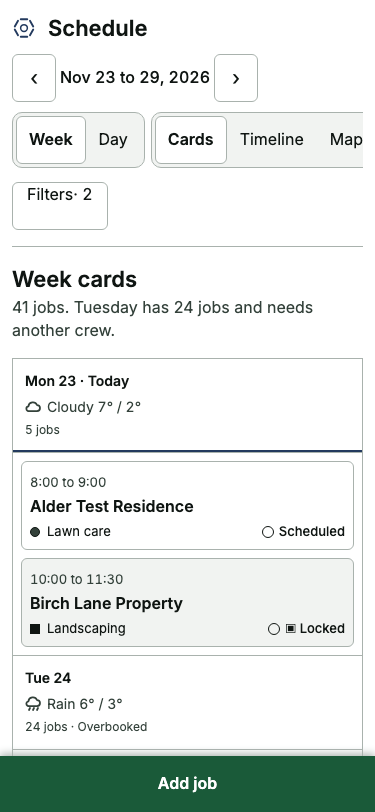 Schedule
‹ Nov 23 to 29, 2026 ›
Week Day Cards Timeline Map
Filters· 2
Week cards
41 jobs. Tuesday has 24 jobs and needs
another crew.
Mon 23 · Today
Cloudy 7° / 2°
5 jobs
8:00 to 9:00
Alder Test Residence
Lawn care Scheduled
10:00 to 11:30
Birch Lane Property
Landscaping Locked
Tue 24
Rain 6° / 3°
24 jobs · Overbooked
Add job